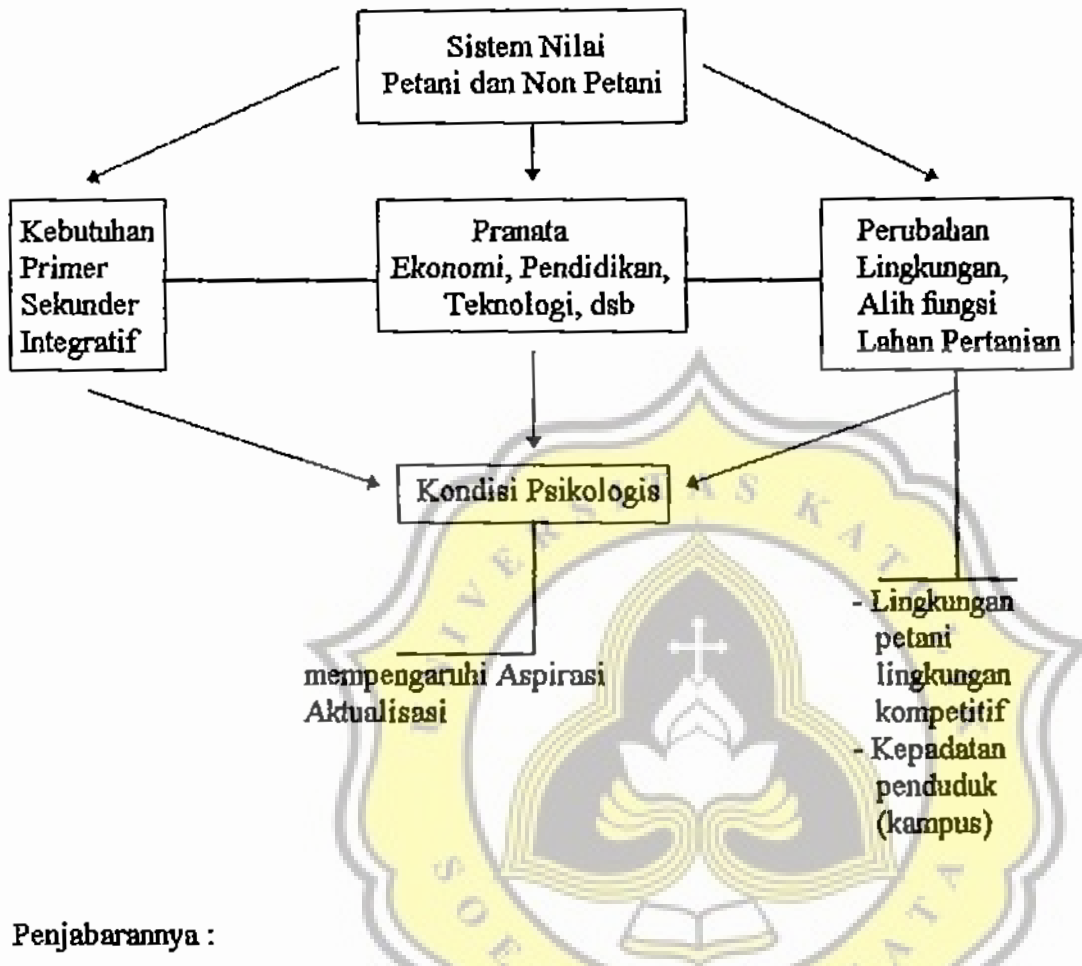 Sistem Nilai
Petani dan Non Petani
Kebutuhan
Primer
Sekunder
Integratif
Pranata
Ekonomi, Pendidikan,
Teknologi, dsb
Perubahan
Lingkungan,
Alih fungsi
Lahan Pertanian
Kondisi Psikologis
mempengaruhi Aspirasi
Aktualisasi
- Lingkungan
petani
lingkungan
kompetitif
- Kepadatan
penduduk
(kampus)
Penjabarannya :